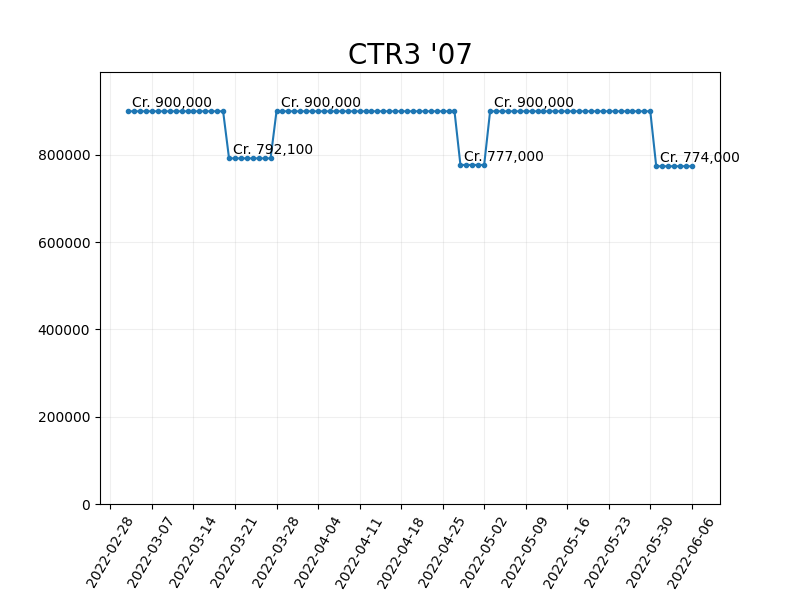 CTR3 '07
Cr. 900,000
Cr. 900,000
Cr. 900,000
Cr. 792,100
Cr. 777,000
Cr. 774,000
800000
600000
400000
200000
0
2022-02-28
2022-03-07
2022-03-14
2022-03-21
2022-03-28
2022-04-04
2022-04-11
2022-04-18
2022-04-25
2022-05-02
2022-05-09
2022-05-16
2022-05-23
2022-05-30
2022-06-06